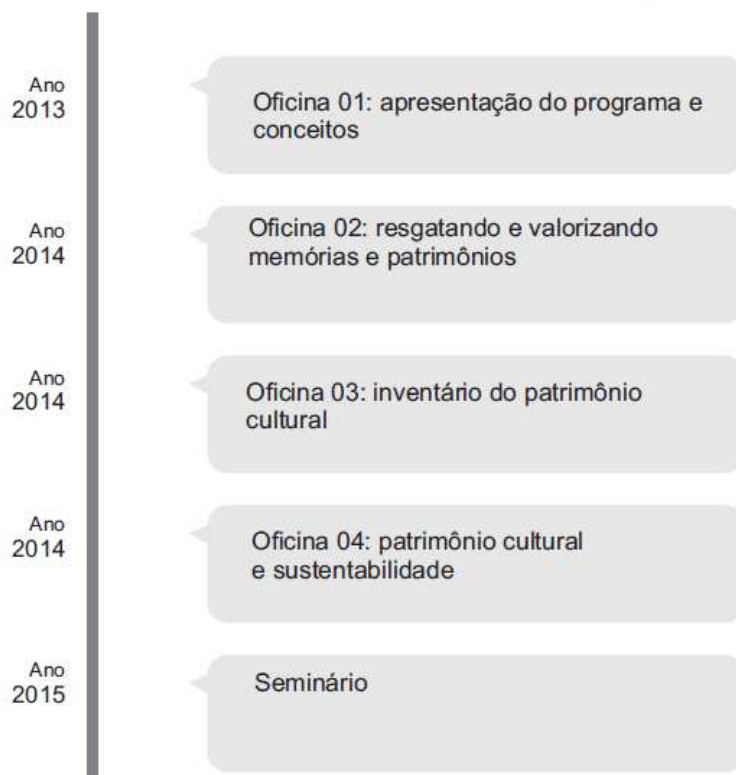 Ano
2013
Oficina 01: apresentação do programa e
conceitos
Ano
2014
Oficina 02: resgatando e valorizando
memórias e patrimônios
Ano
2014
Oficina 03: inventário do patrimônio
cultural
Ano
2014
Oficina 04: patrimônio cultural
e sustentabilidade
Ano
2015
Seminário